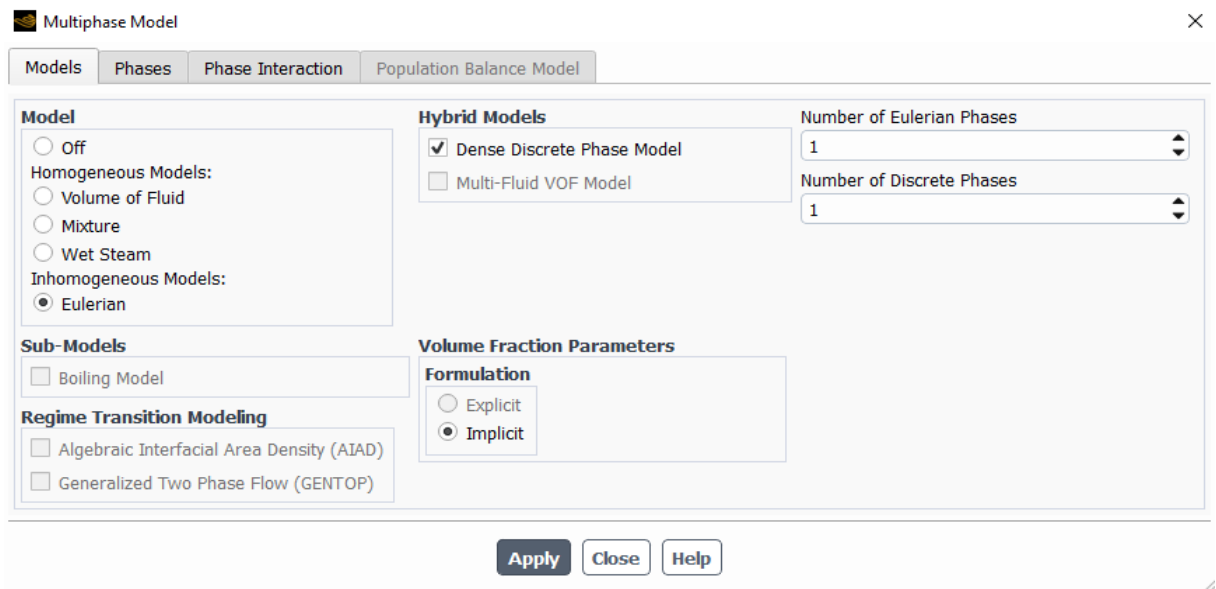 Multiphase Model
Models
Phases
Phase Interaction
Population Balance Model
Model
Off
Homogeneous Models:
Volume of Fluid
Mixture
Wet Steam
Inhomogeneous Models:
Eulerian
Hybrid Models
Dense Discrete Phase Model
Multi-Fluid VOF Model
Number of Eulerian Phases
1
Number of Discrete Phases
1
Sub-Models
Boiling Model
Regime Transition Modeling
Algebraic Interfacial Area Density (AIAD)
Generalized Two Phase Flow (GENTOP)
Volume Fraction Parameters
Formulation
Explicit
Implicit
Apply
Close
Help